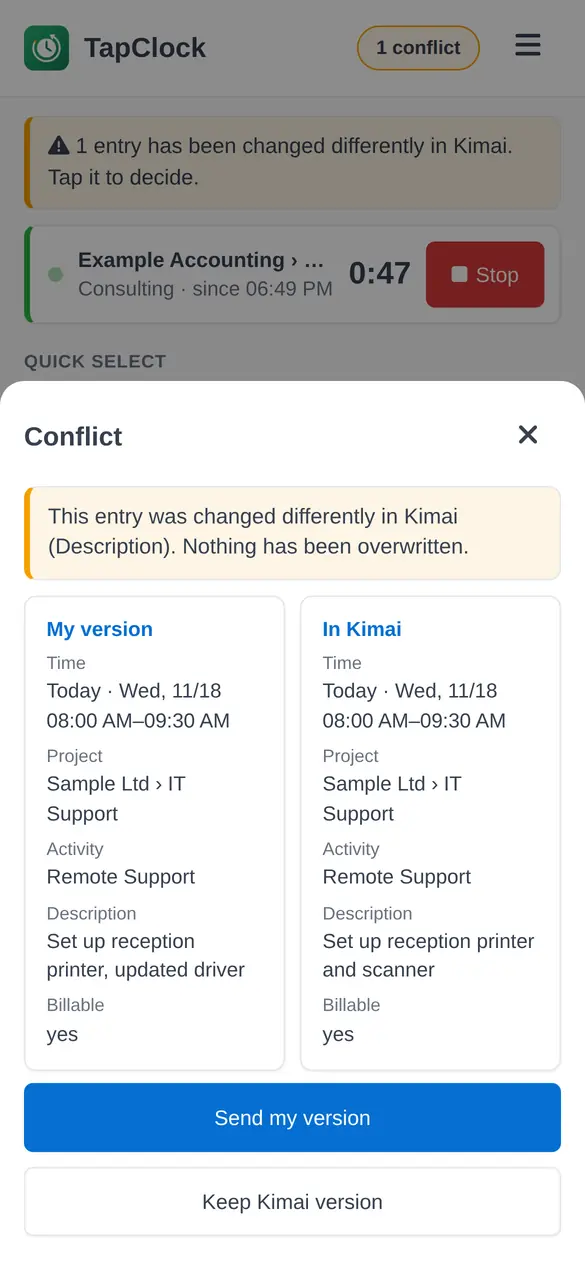 TapClock
1 conflict
1 entry has been changed differently in Kimai.
Tap it to decide.
Example Accounting › ...
Consulting · since 06:49 PM
0:47
Stop
QUICK SELECT
Conflict
This entry was changed differently in Kimai
(Description). Nothing has been overwritten.
My version
Time
Today · Wed, 11/18
08:00 AM–09:30 AM
Project
Sample Ltd › IT
Support
Activity
Remote Support
Description
Set up reception
printer, updated driver
Billable
yes
In Kimai
Time
Today · Wed, 11/18
08:00 AM–09:30 AM
Project
Sample Ltd › IT
Support
Activity
Remote Support
Description
Set up reception printer
and scanner
Billable
yes
Send my version
Keep Kimai version